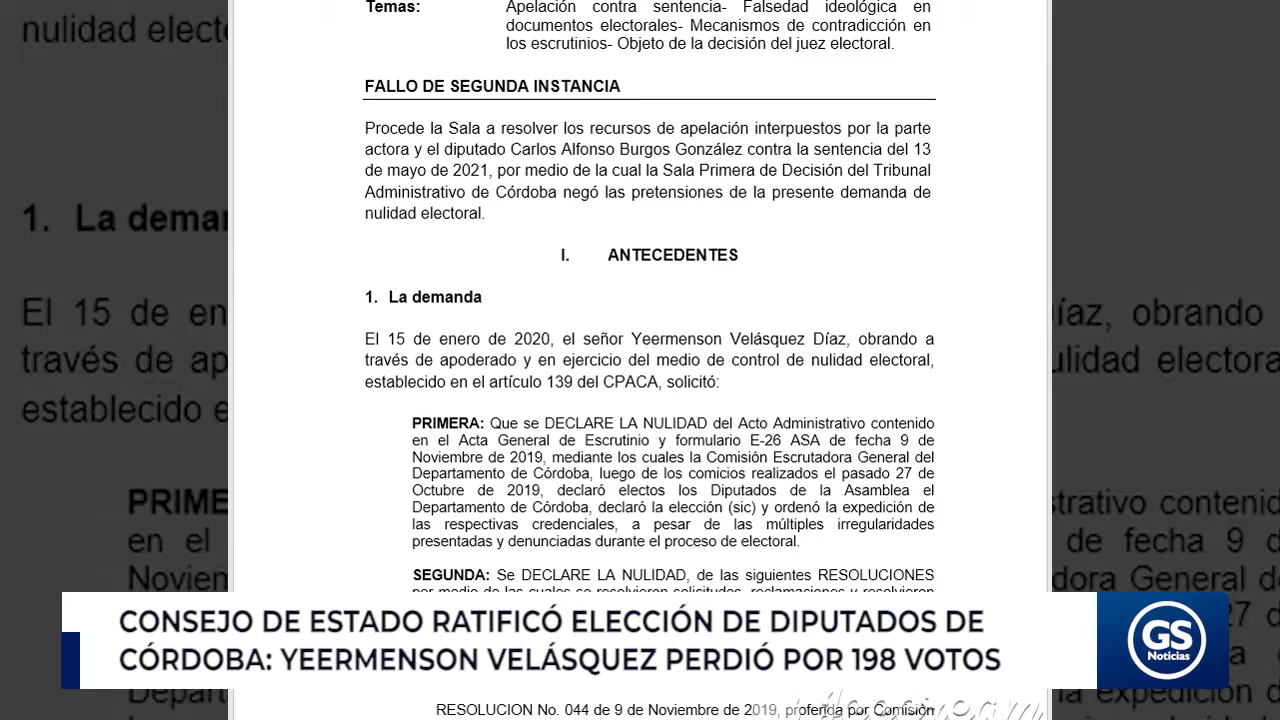 Temas: Apelación contra sentencia- Falsedad ideológica en
documentos electorales- Mecanismos de contradicción en
los escrutinios- Objeto de la decisión del juez electoral.
FALLO DE SEGUNDA INSTANCIA
Procede la Sala a resolver los recursos de apelación interpuestos por la parte
actora y el diputado Carlos Alfonso Burgos González contra la sentencia del 13
de mayo de 2021, por medio de la cual la Sala Primera de Decisión del Tribunal
Administrativo de Córdoba negó las pretensiones de la presente demanda de
nulidad electoral.
I. ANTECEDENTES
1. La demanda
El 15 de enero de 2020, el señor Yeermenson Velásquez Díaz, obrando a
través de apoderado y en ejercicio del medio de control de nulidad electoral,
establecido en el artículo 139 del CPACA, solicitó:
PRIMERA: Que se DECLARE LA NULIDAD del Acto Administrativo contenido
en el Acta General de Escrutinio y formulario E-26 ASA de fecha 9 de
Noviembre de 2019, mediante los cuales la Comisión Escrutadora General del
Departamento de Córdoba, luego de los comicios realizados el pasado 27 de
Octubre de 2019, declaró electos los Diputados de la Asamblea el
Departamento de Córdoba, declaró la elección (sic) y ordenó la expedición de
las respectivas credenciales, a pesar de las múltiples irregularidades
presentadas y denunciadas durante el proceso de electoral.
SEGUNDA: Se DECLARE LA NULIDAD, de las siguientes RESOLUCIONES
por medio de las cuales se resolvieron solicitudes, reclamaciones y resolvieron
CONSEJO DE ESTADO RATIFICÓ ELECCIÓN DE DIPUTADOS DE
CÓRDOBA: YEERMENSON VELÁSQUEZ PERDIÓ POR 198 VOTOS
GS
Noticias
RESOLUCION No. 044 de 9 de Noviembre de 2019, proferida por Comisión